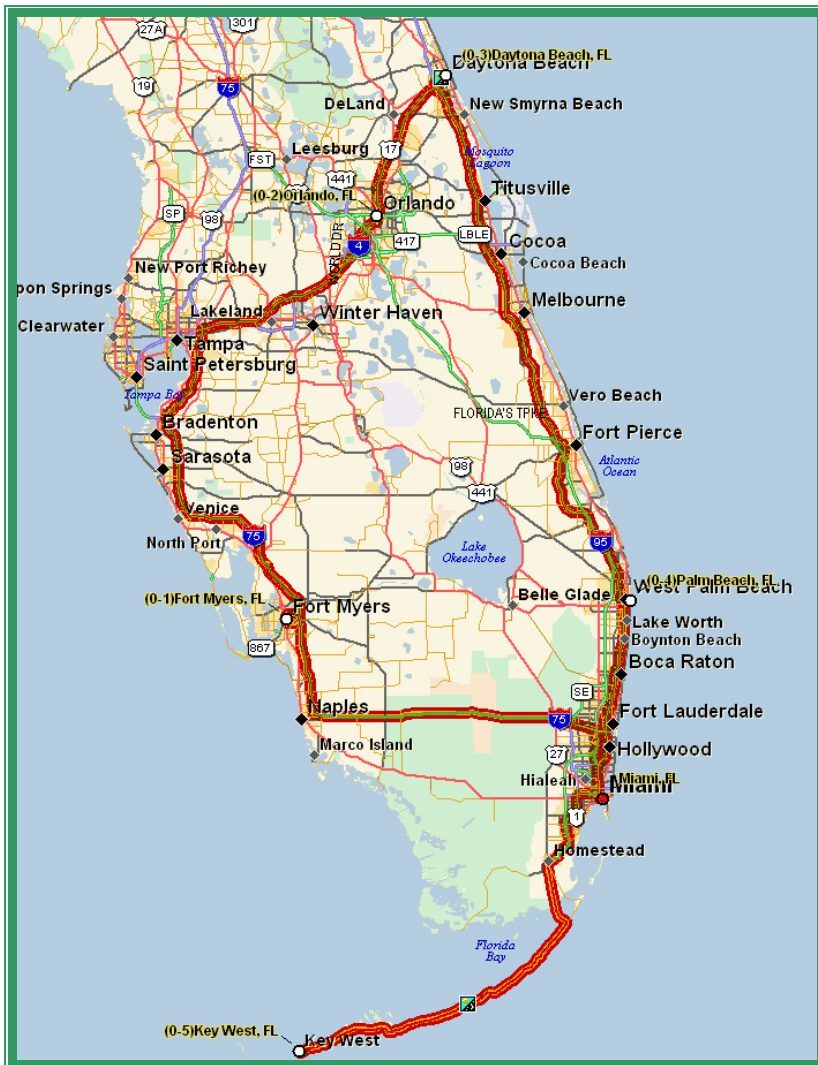 27A
301
(0-3)Daytona Beach, FL
Daytona Beach
19
75
DeLand
New Smyrna Beach
17
Mosquito
Lagoon
Leesburg
FST
441
Titusville
(0-2)Orlando, FL
Orlando
SP
98
4
417
LBLE
Cocoa
Cocoa Beach
New Port Richey
pon Springs
Lakeland
Winter Haven
Melbourne
Clearwater
Tampa
Saint Petersburg
Tampa Bay
Vero Beach
FLORIDA'S TPKE
Bradenton
Fort Pierce
Sarasota
98
441
Atlantic
Ocean
Venice
North Port
75
95
Lake
Okeechobee
(0-1)Fort Myers, FL
Fort Myers
Belle Glade
(0-4)Palm Beach, FL
West Palm Beach
Lake Worth
Boynton Beach
867
Boca Raton
SE
Naples
75
Fort Lauderdale
Marco Island
27
Hollywood
Hialeah
Miami, FL
Miami
1
Homestead
Florida
Bay
(0-5)Key West, FL
Key West